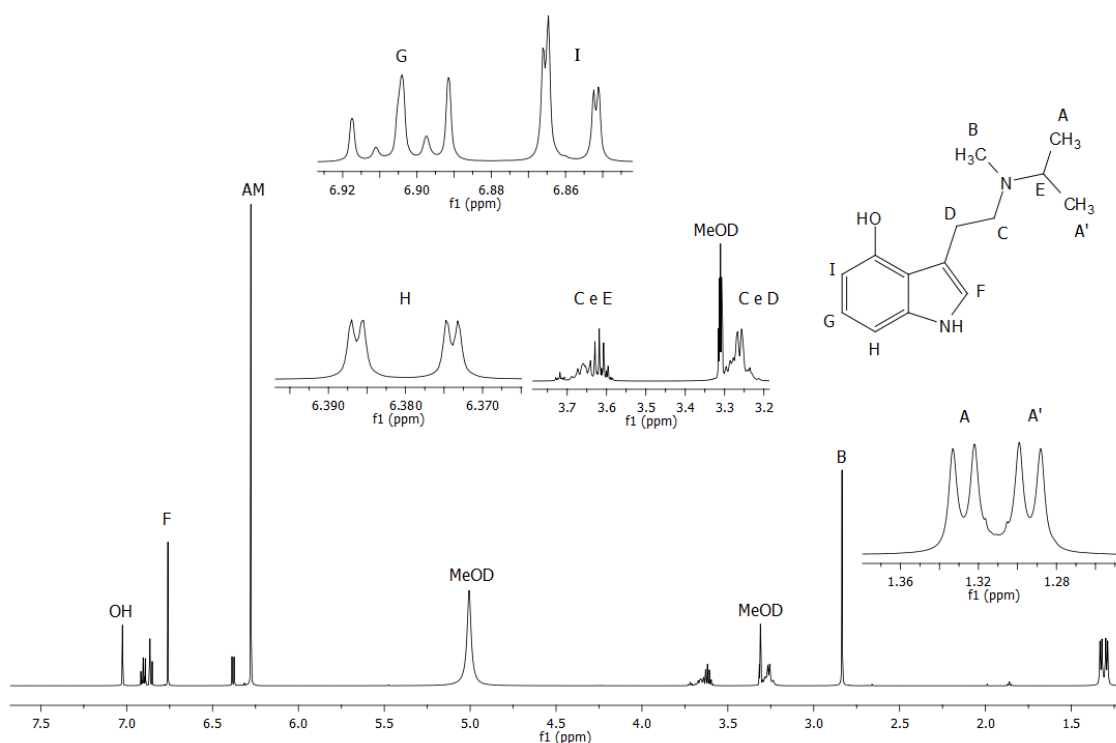 G
I
6.92
6.90
6.88
6.86
f1 (ppm)
A
B
CH3
H3C
N
E
CH3
A'
D
C
HO
I
F
G
NH
H
AM
H
6.390
6.380
6.370
f1 (ppm)
MeOD
C e E
C e D
3.7
3.6
3.5
3.4
3.3
3.2
f1 (ppm)
A
A'
1.36
1.32
1.28
f1 (ppm)
OH
F
MeOD
MeOD
B
7.5
7.0
6.5
6.0
5.5
5.0
4.5
4.0
3.5
3.0
2.5
2.0
1.5
f1 (ppm)